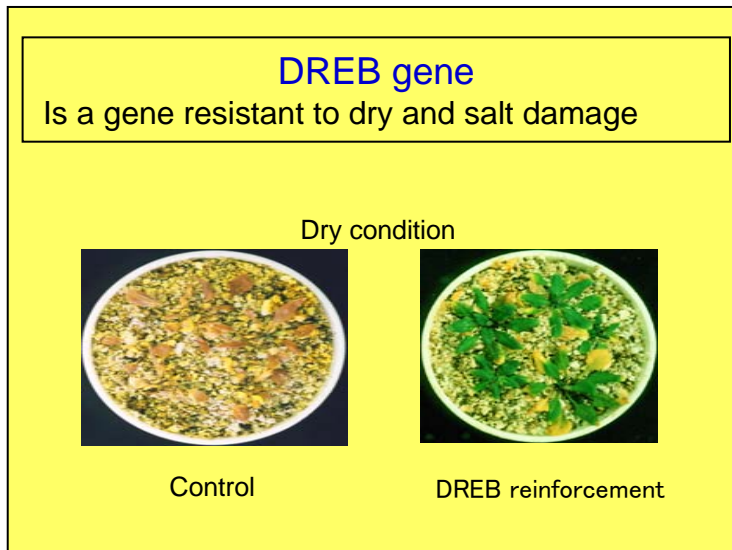 DREB gene
Is a gene resistant to dry and salt damage
Dry condition
Control
DREB reinforcement